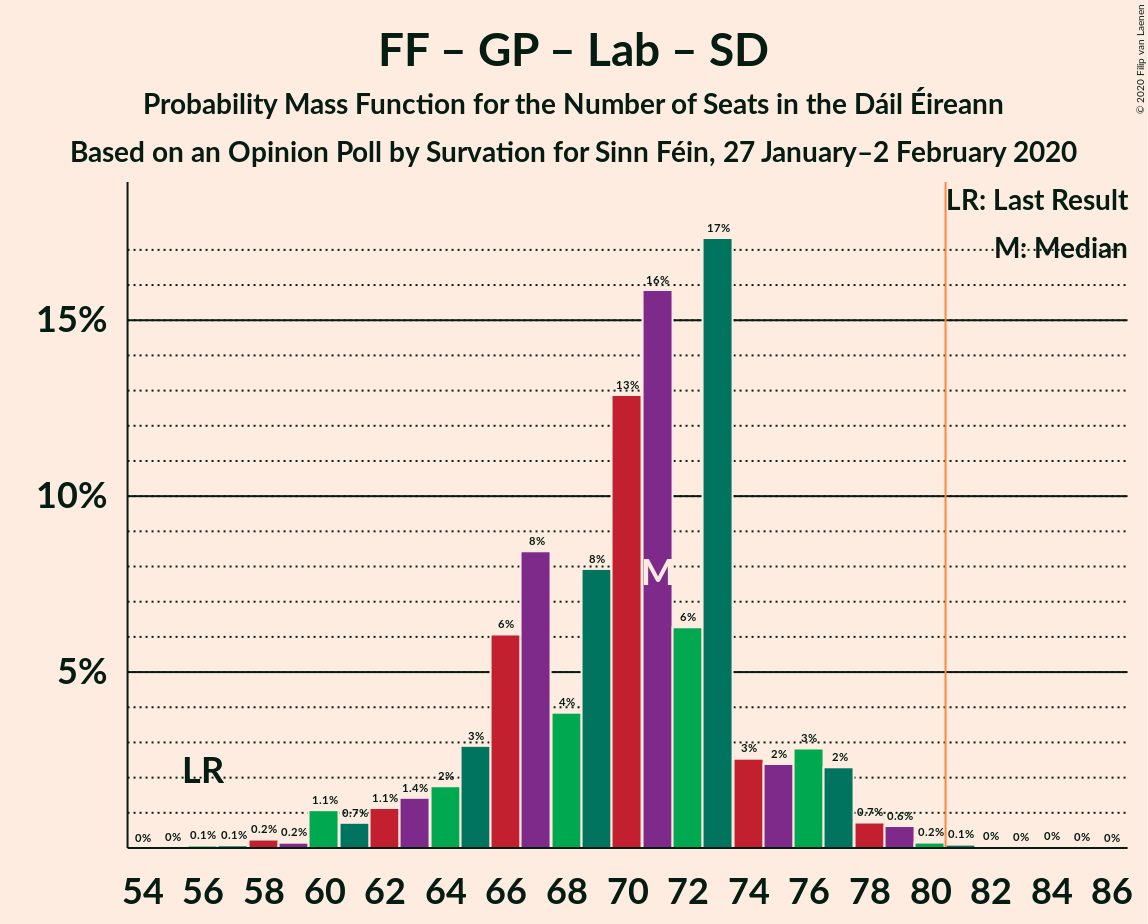 FF – GP – Lab – SD
Probability Mass Function for the Number of Seats in the Dáil Éireann
Based on an Opinion Poll by Survation for Sinn Féin, 27 January–2 February 2020
© 2020 Filip van Laenen
LR: Last Result
M: Median
15%
10%
5%
LR
M
0% 0% 0.1% 0.1% 0.2% 0.2% 1.1% 0.7% 1.1% 1.4% 2% 3% 6% 8% 4% 8% 13% 16% 6% 17% 3% 2% 3% 2% 0.7% 0.6% 0.2% 0.1% 0% 0% 0% 0% 0%
54 56 58 60 62 64 66 68 70 72 74 76 78 80 82 84 86